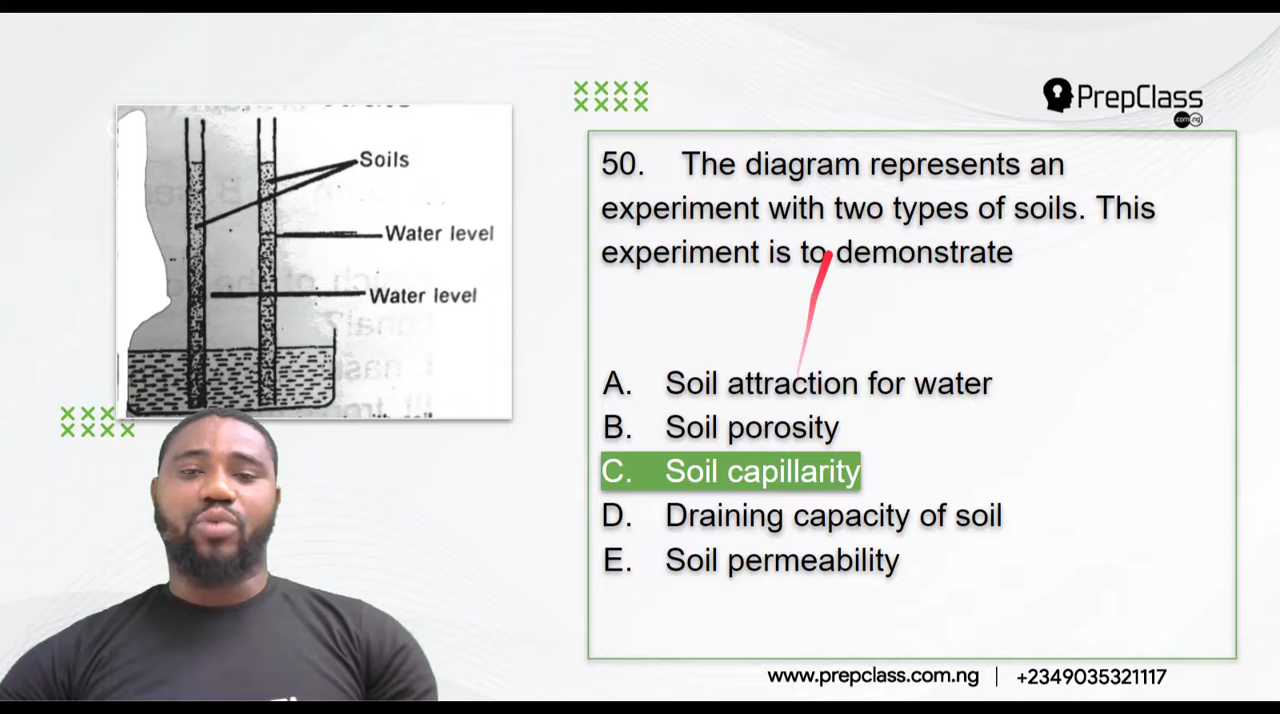 Soils
Water level
Water level
PrepClass
.com.ng
50. The diagram represents an
experiment with two types of soils. This
experiment is to demonstrate
A. Soil attraction for water
B. Soil porosity
C. Soil capillarity
D. Draining capacity of soil
E. Soil permeability
www.prepclass.com.ng | +2349035321117